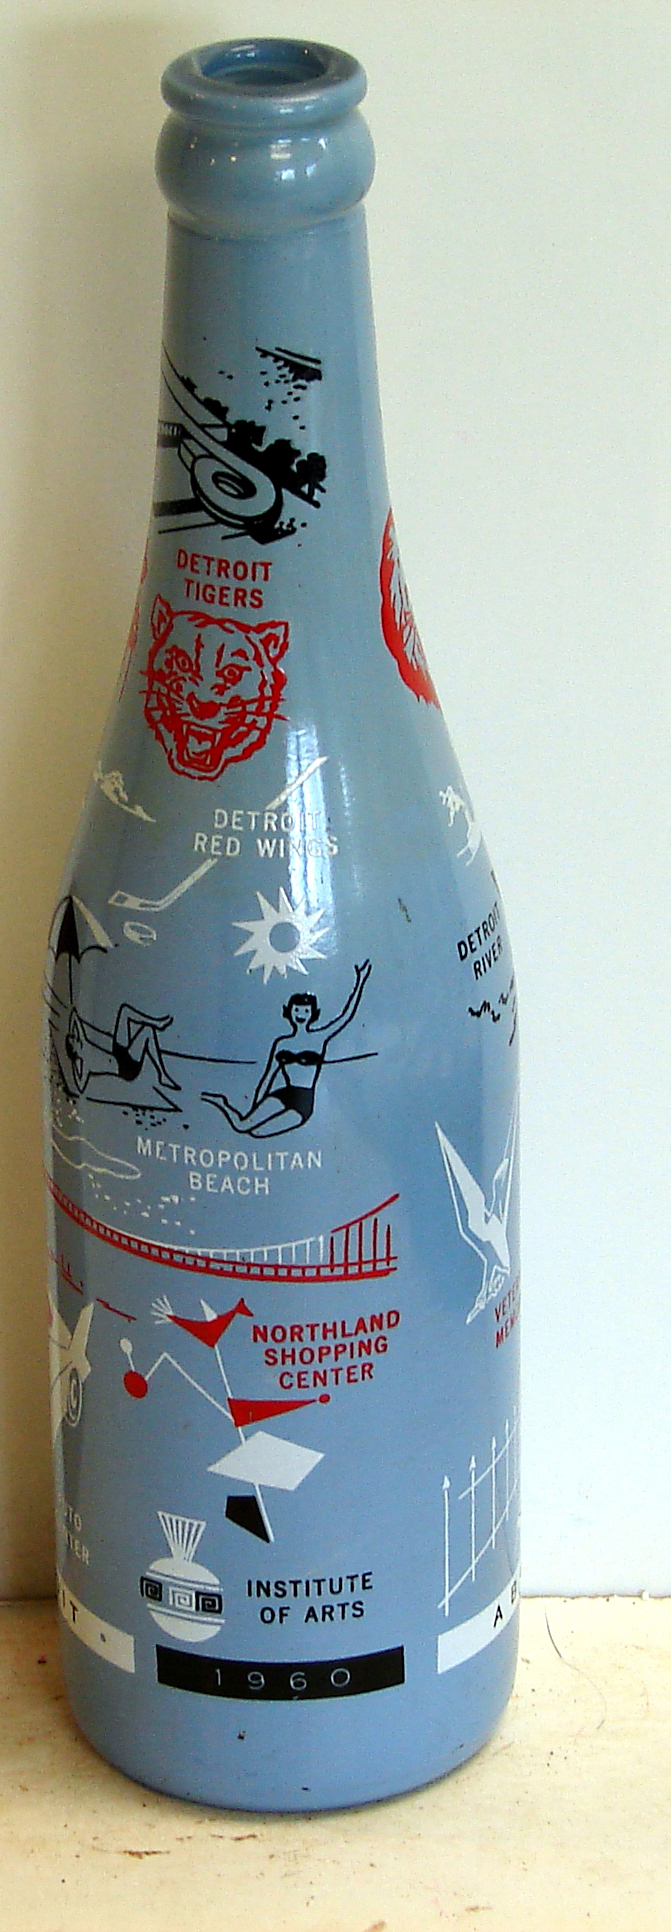 DETROIT
TIGERS
DETROIT
RED WINGS
DETROIT
RIVER
METROPOLITAN
BEACH
NORTHLAND
SHOPPING
CENTER
INSTITUTE
OF ARTS
1960